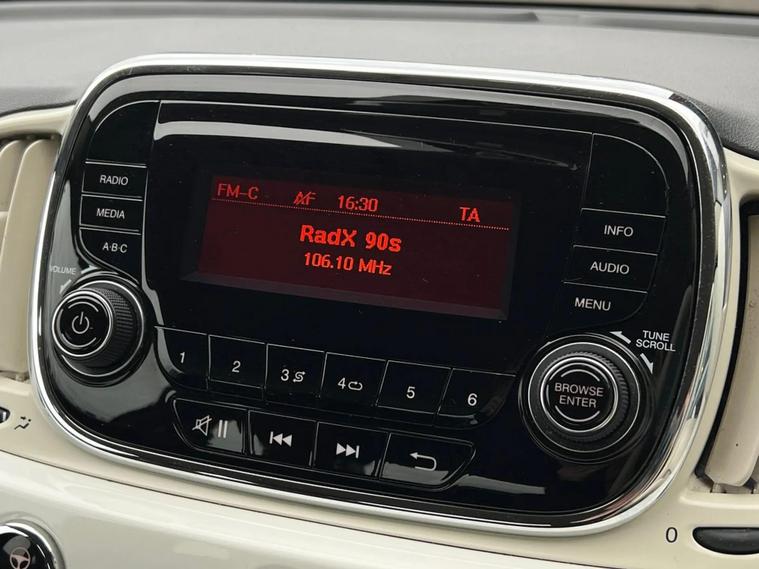 FM-C AF 16:30 TA
RadX 90s
106.10 MHz
RADIO
MEDIA
A·B·C
VOLUME
INFO
AUDIO
MENU
TUNE
SCROLL
BROWSE
ENTER
1 2 3 4 5 6
0